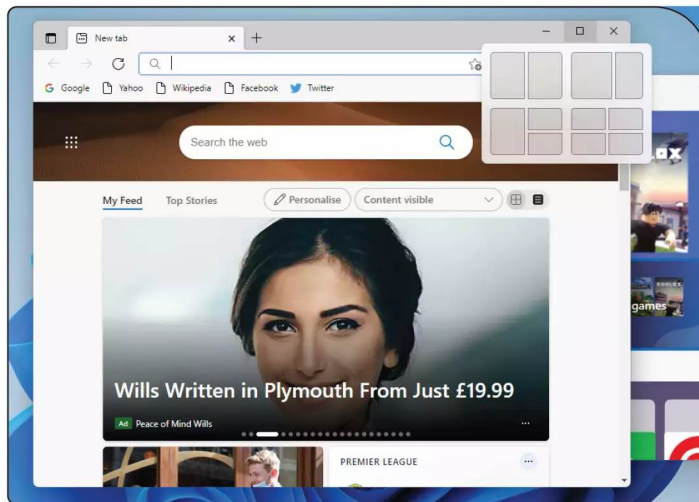 New tab
Google Yahoo Wikipedia Facebook Twitter
Search the web
My Feed Top Stories Personalise Content visible
Wills Written in Plymouth From Just £19.99
Ad Peace of Mind Wills
PREMIER LEAGUE
ROBLOX
games